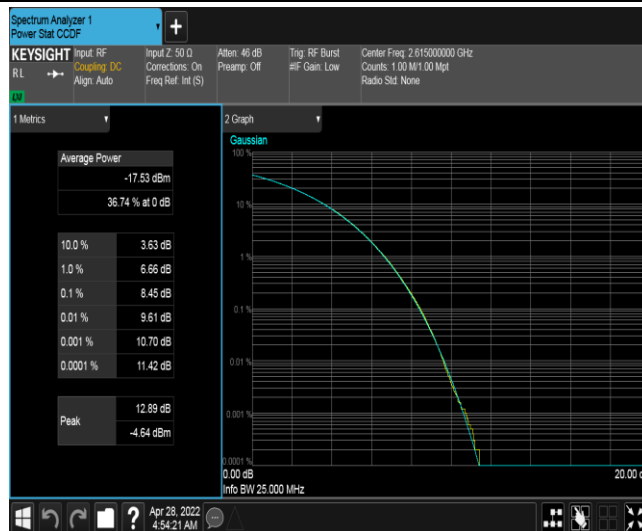 Spectrum Analyzer 1
Power Stat CCDF
+
KEYSIGHT
RL
LV
Input: RF
Coupling: DC
Align: Auto
Input Z: 50 Ω
Corrections: On
Freq Ref: Int (S)
Atten: 46 dB
Preamp: Off
Trig: RF Burst
#IF Gain: Low
Center Freq: 2.615000000 GHz
Counts: 1.00 M/1.00 Mpt
Radio Std: None
1 Metrics
Average Power
-17.53 dBm
36.74 % at 0 dB
10.0 % 3.63 dB
1.0 % 6.66 dB
0.1 % 8.45 dB
0.01 % 9.61 dB
0.001 % 10.70 dB
0.0001 % 11.42 dB
Peak
12.89 dB
-4.64 dBm
2 Graph
Gaussian
100 %
10 %
1 %
0.1 %
0.01 %
0.001 %
0.0001 %
0.00 dB
20.00 d
Info BW 25.000 MHz
?
Apr 28, 2022
4:54:21 AM